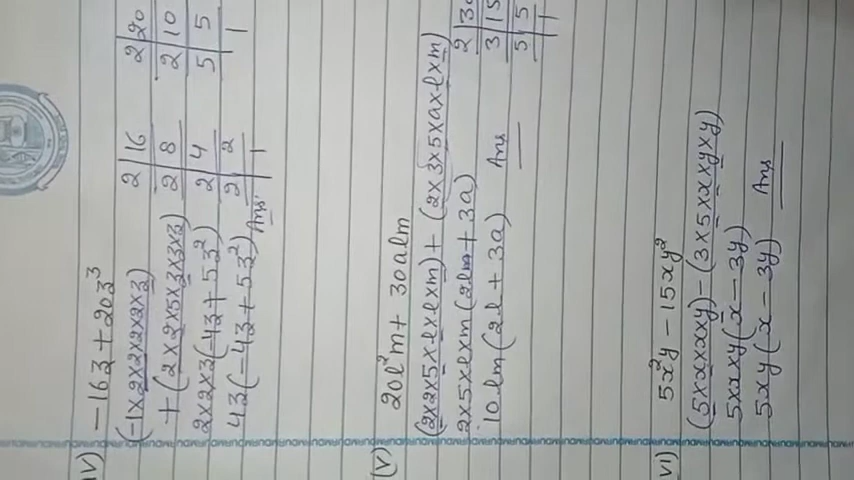 iv) -16z + 20z³
(-1×2×2×2×2×z)
+ (2×2×5×z×z×z)
2×2×z(-4z + 5z²)
4z(-4z + 5z²) Ans.
2 | 16
2 | 8
2 | 4
2 | 2
1
2 | 20
2 | 10
5 | 5
1
(v) 20l²m + 30alm
(2×2×5×l×l×m) + (2×3×5×a×l×m)
2×5×l×m(2lm + 3a)
10lm(2l + 3a) Ans
2 | 30
3 | 15
5 | 5
1
vi) 5x²y - 15xy²
(5×x×x×y) - (3×5×x×y×y)
5×x×y(x - 3y)
5xy(x - 3y) Ans